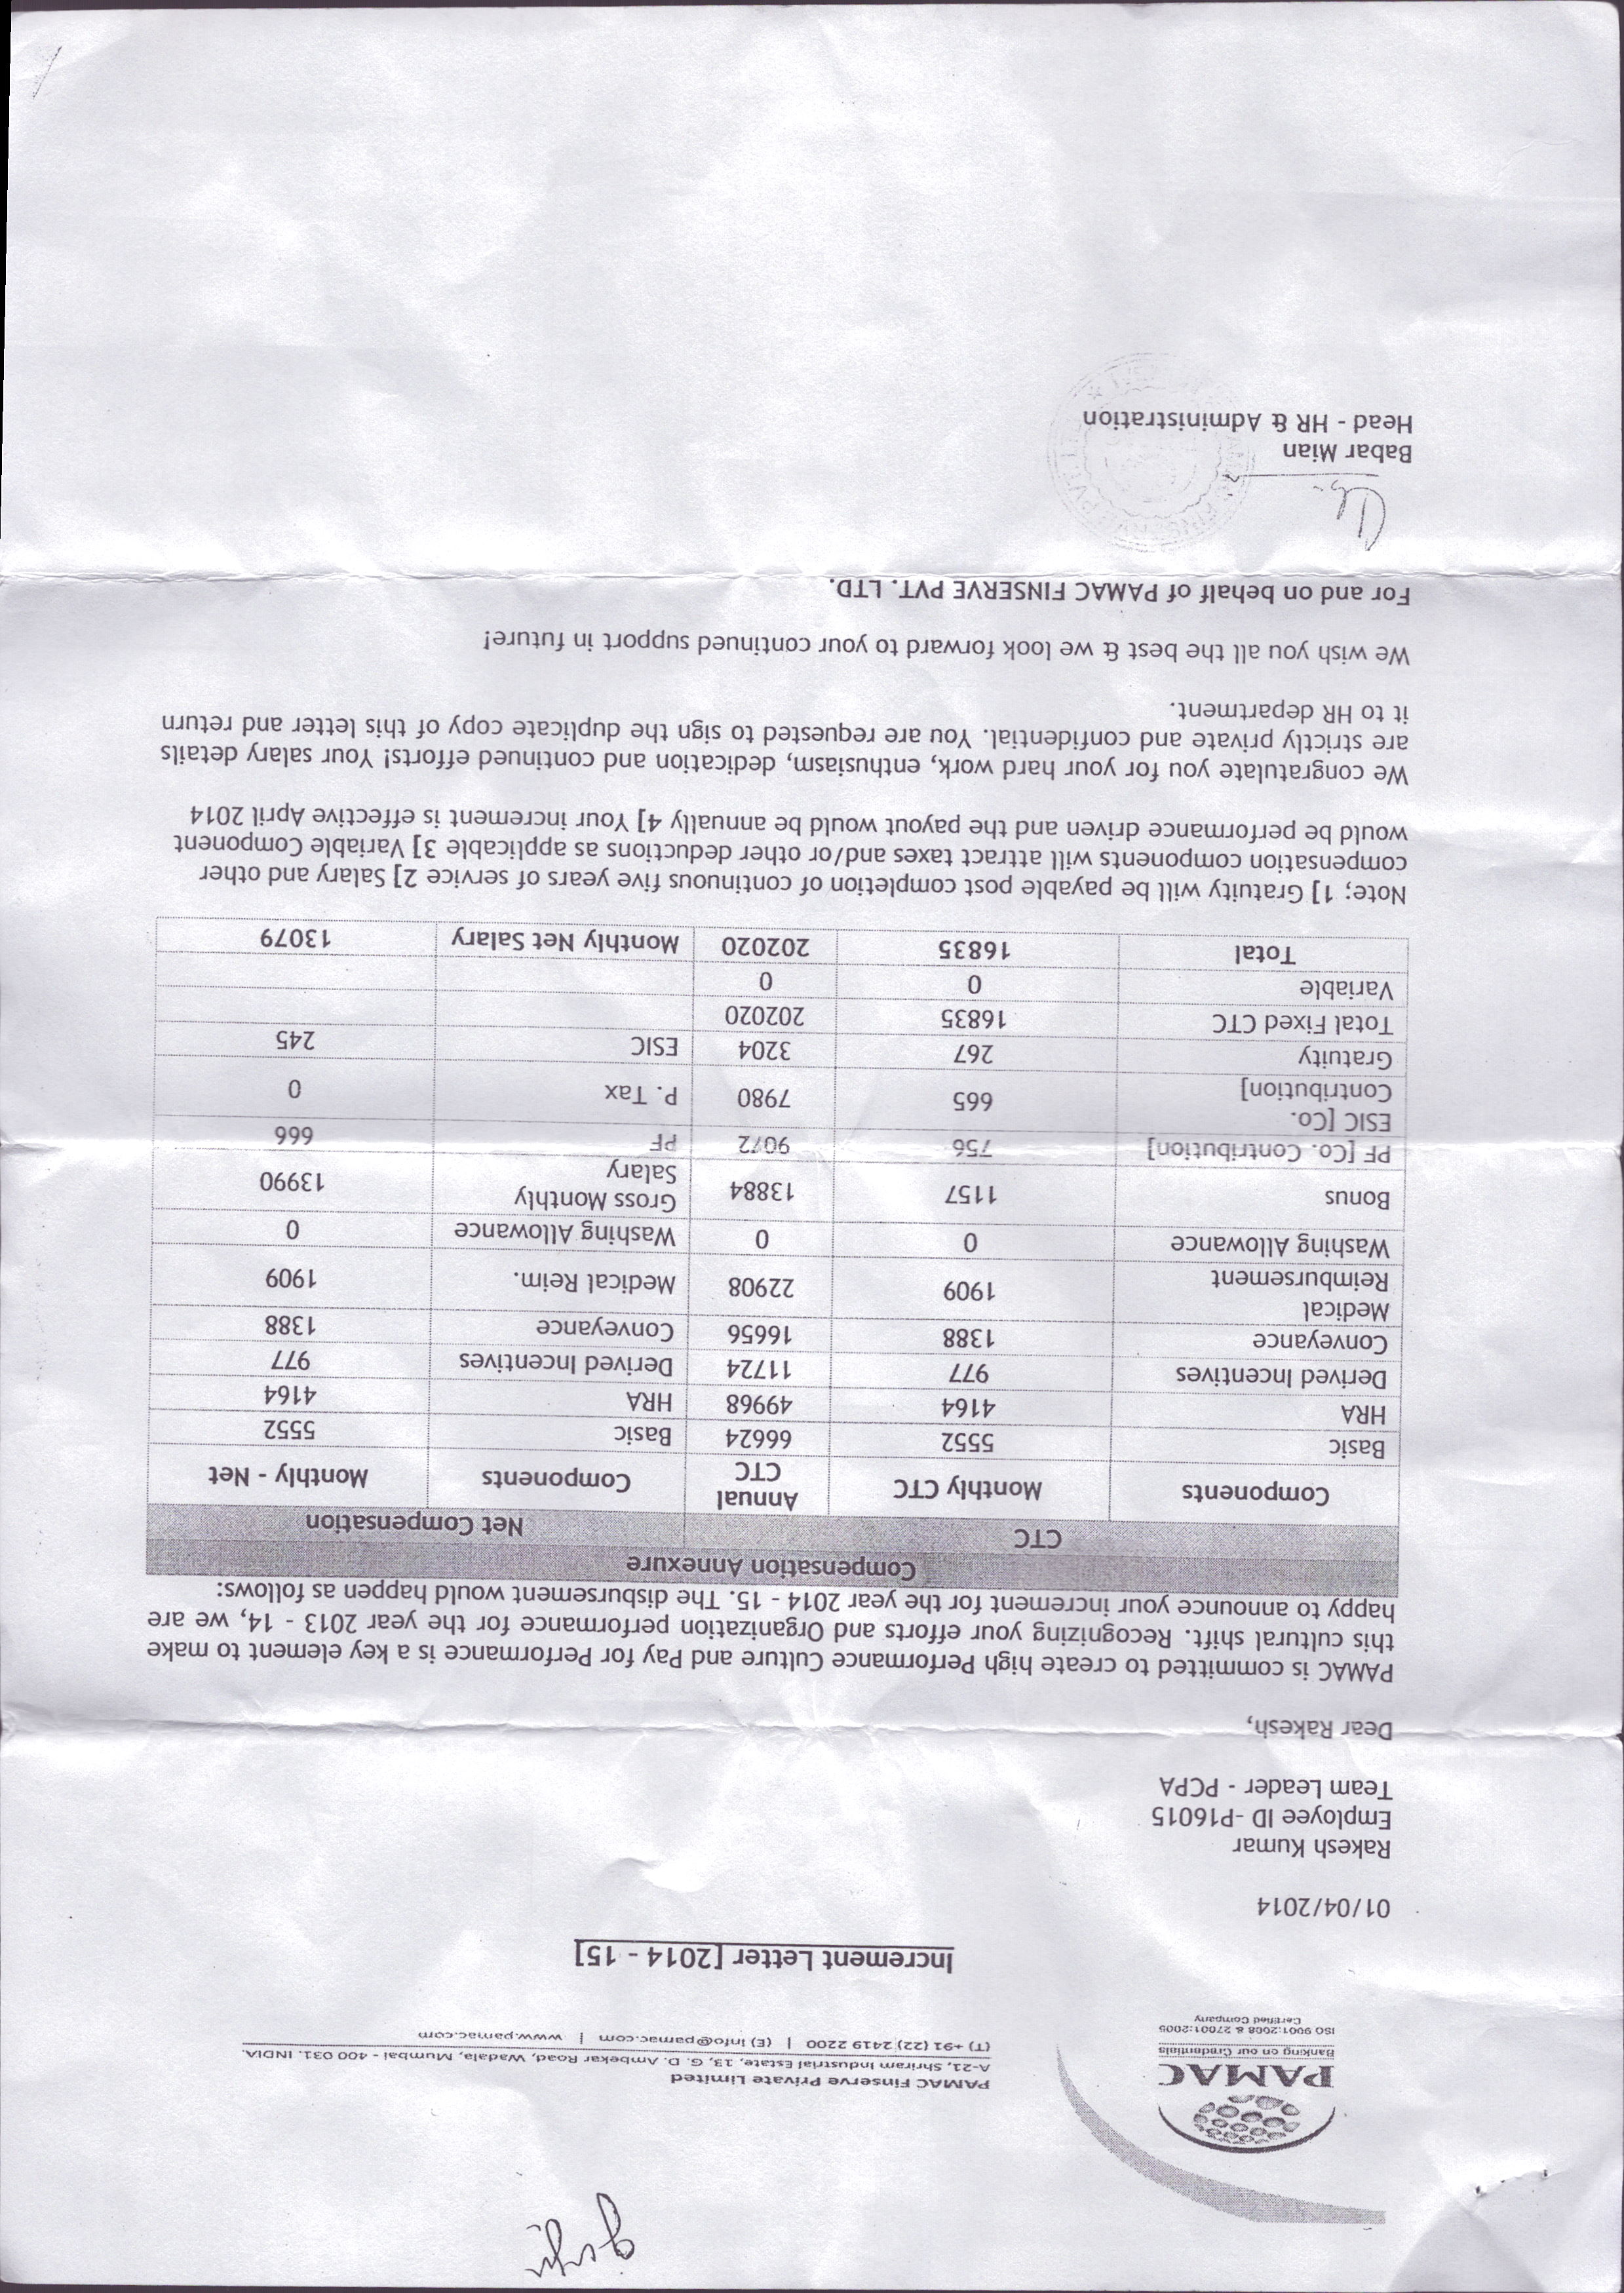 PAMAC
Banking on our Credentials
ISO 9001:2008 & 27001:2005
Certified Company
PAMAC Finserve Private Limited
A-21, Shriram Industrial Estate, 13, G. D. Ambekar Road, Wadala, Mumbai - 400 031. INDIA.
(T) +91 (22) 2419 2200 | (E) info@pamac.com | www.pamac.com
Increment Letter [2014 - 15]
01/04/2014
Rakesh Kumar
Employee ID -P16015
Team Leader - PCPA
Dear Rakesh,
PAMAC is committed to create high Performance Culture and Pay for Performance is a key element to make
this cultural shift. Recognizing your efforts and Organization performance for the year 2013 - 14, we are
happy to announce your increment for the year 2014 - 15. The disbursement would happen as follows:
Compensation Annexure
CTC Net Compensation
Components Monthly CTC Annual CTC Components Monthly - Net
Basic 5552 66624 Basic 5552
HRA 4164 49968 HRA 4164
Derived Incentives 977 11724 Derived Incentives 977
Conveyance 1388 16656 Conveyance 1388
Medical Reimbursement 1909 22908 Medical Reim. 1909
Washing Allowance 0 0 Washing Allowance 0
Bonus 1157 13884 Gross Monthly Salary 13990
PF [Co. Contribution] 756 9072 PF 666
ESIC [Co. Contribution] 665 7980 P. Tax 0
Gratuity 267 3204 ESIC 245
Total Fixed CTC 16835 202020
Variable 0 0
Total 16835 202020 Monthly Net Salary 13079
Note; 1] Gratuity will be payable post completion of continuous five years of service 2] Salary and other
compensation components will attract taxes and/or other deductions as applicable 3] Variable Component
would be performance driven and the payout would be annually 4] Your increment is effective April 2014
We congratulate you for your hard work, enthusiasm, dedication and continued efforts! Your salary details
are strictly private and confidential. You are requested to sign the duplicate copy of this letter and return
it to HR department.
We wish you all the best & we look forward to your continued support in future!
For and on behalf of PAMAC FINSERVE PVT. LTD.
Babar Mian
Head - HR & Administration